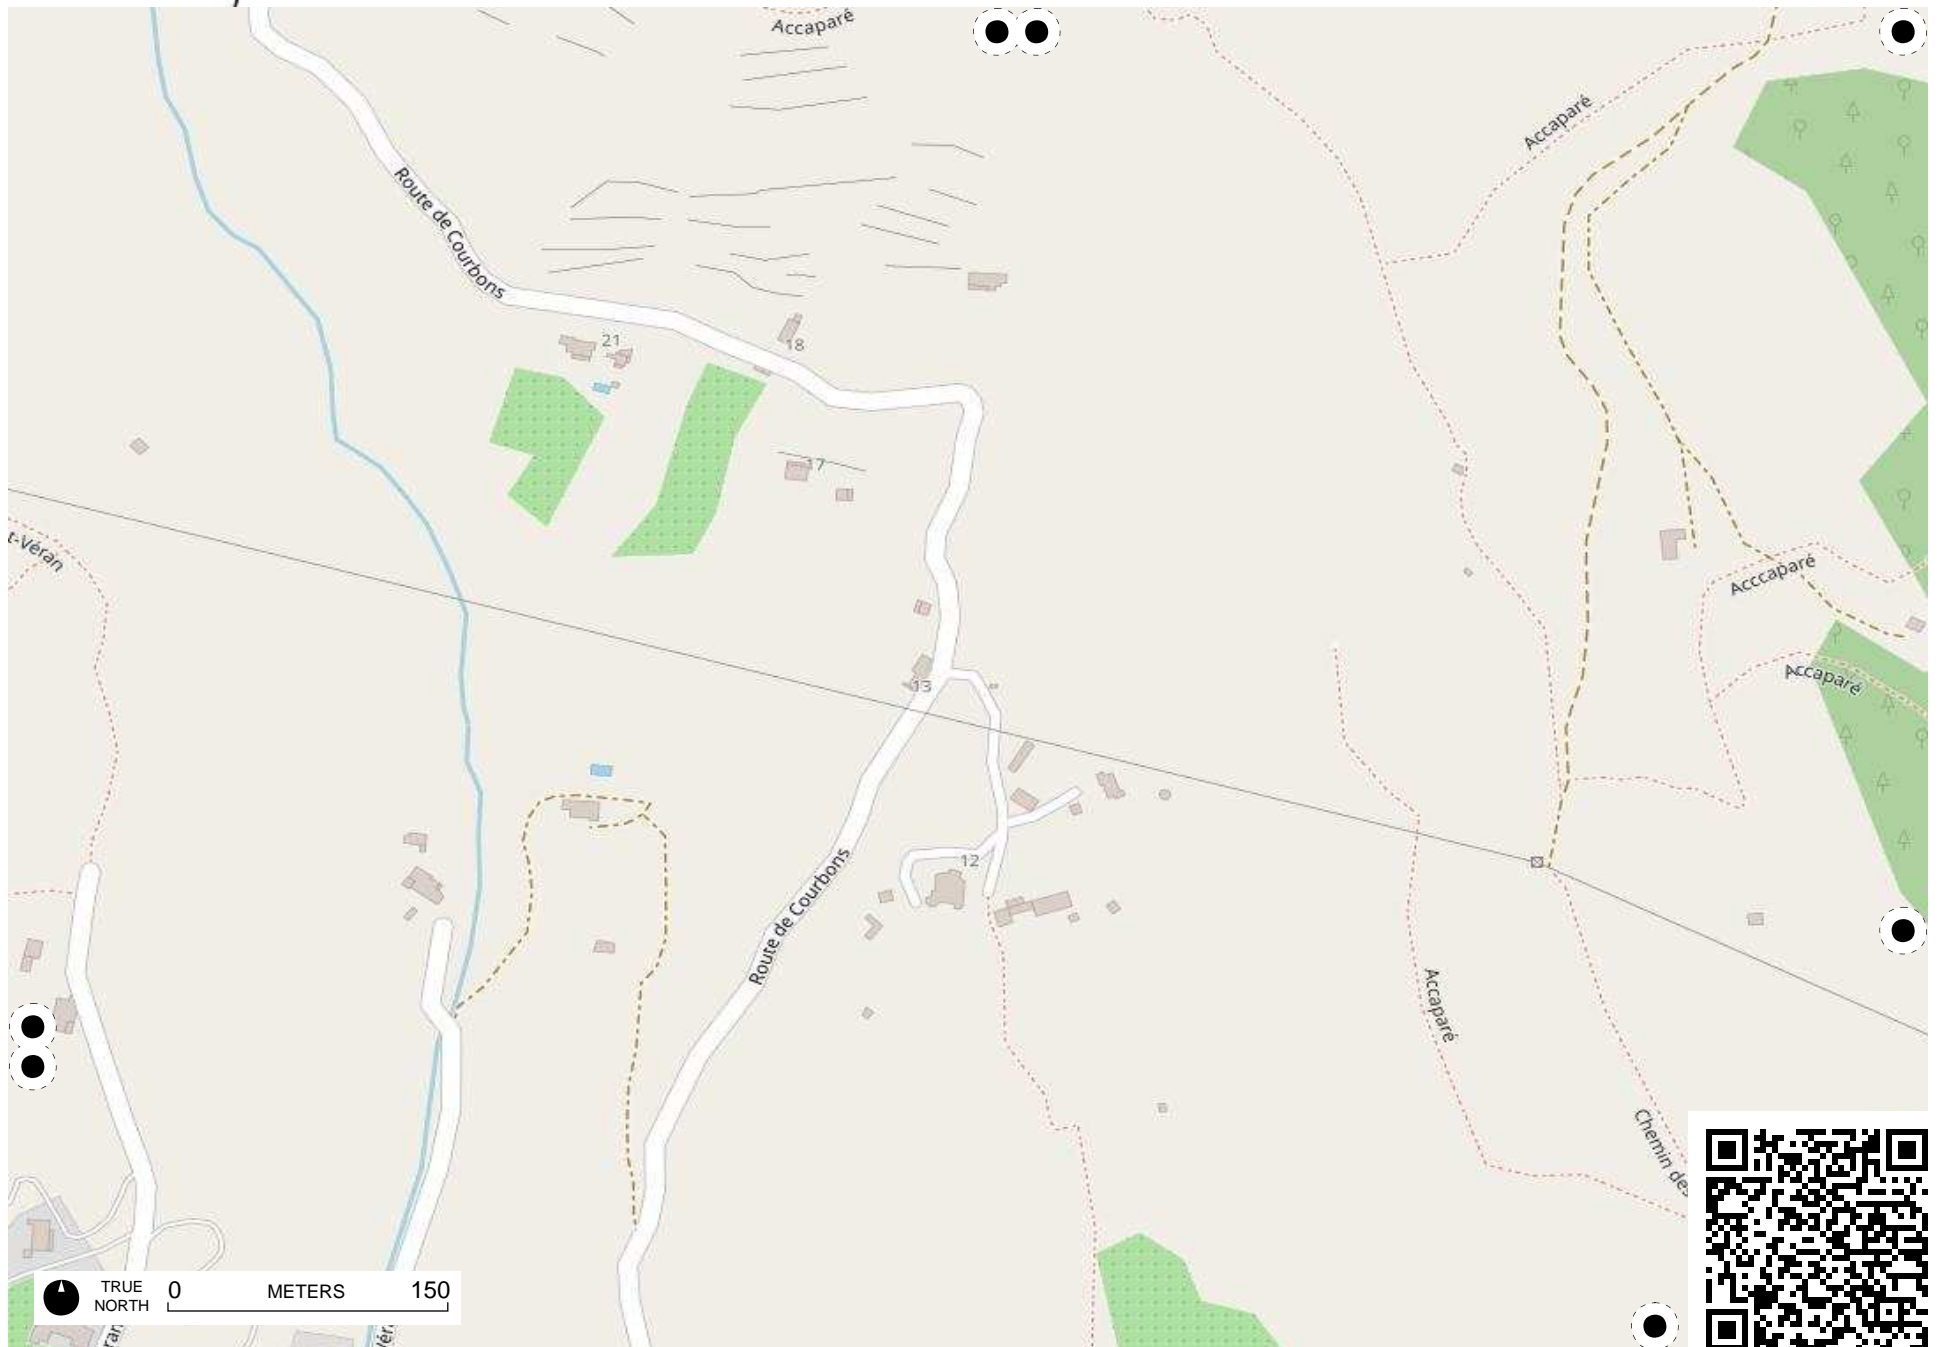 Accaparé
Accaparé
Route de Courbons
21
18
17
t-Véran
Acccaparé
Accaparé
13
12
Route de Courbons
Accaparé
Chemin des
TRUE
NORTH
0
METERS
150